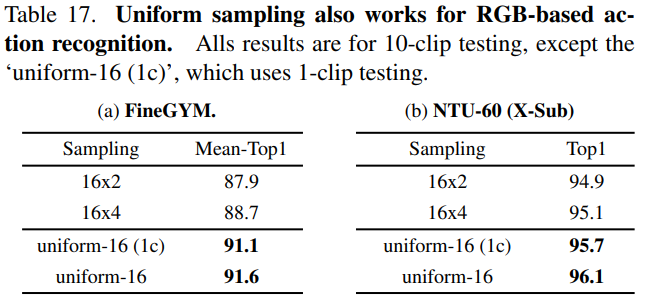 Table 17. Uniform sampling also works for RGB-based ac-
tion recognition. Alls results are for 10-clip testing, except the
‘uniform-16 (1c)’, which uses 1-clip testing.
(a) FineGYM.
Sampling Mean-Top1
16x2 87.9
16x4 88.7
uniform-16 (1c) 91.1
uniform-16 91.6
(b) NTU-60 (X-Sub)
Sampling Top1
16x2 94.9
16x4 95.1
uniform-16 (1c) 95.7
uniform-16 96.1